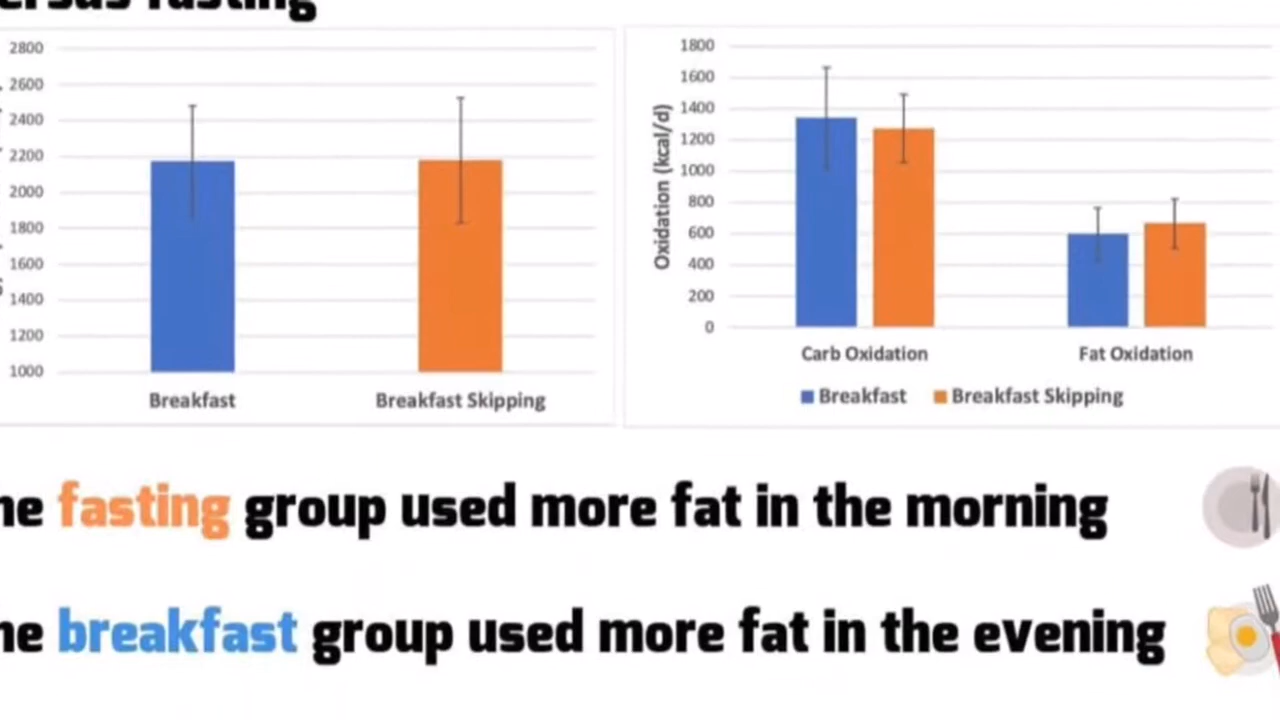 fasting
2800
2600
2400
2200
2000
1800
1600
1400
1200
1000
Breakfast
Breakfast Skipping
Oxidation (kcal/d)
1800
1600
1400
1200
1000
800
600
400
200
0
Carb Oxidation
Fat Oxidation
Breakfast
Breakfast Skipping
he fasting group used more fat in the morning
he breakfast group used more fat in the evening